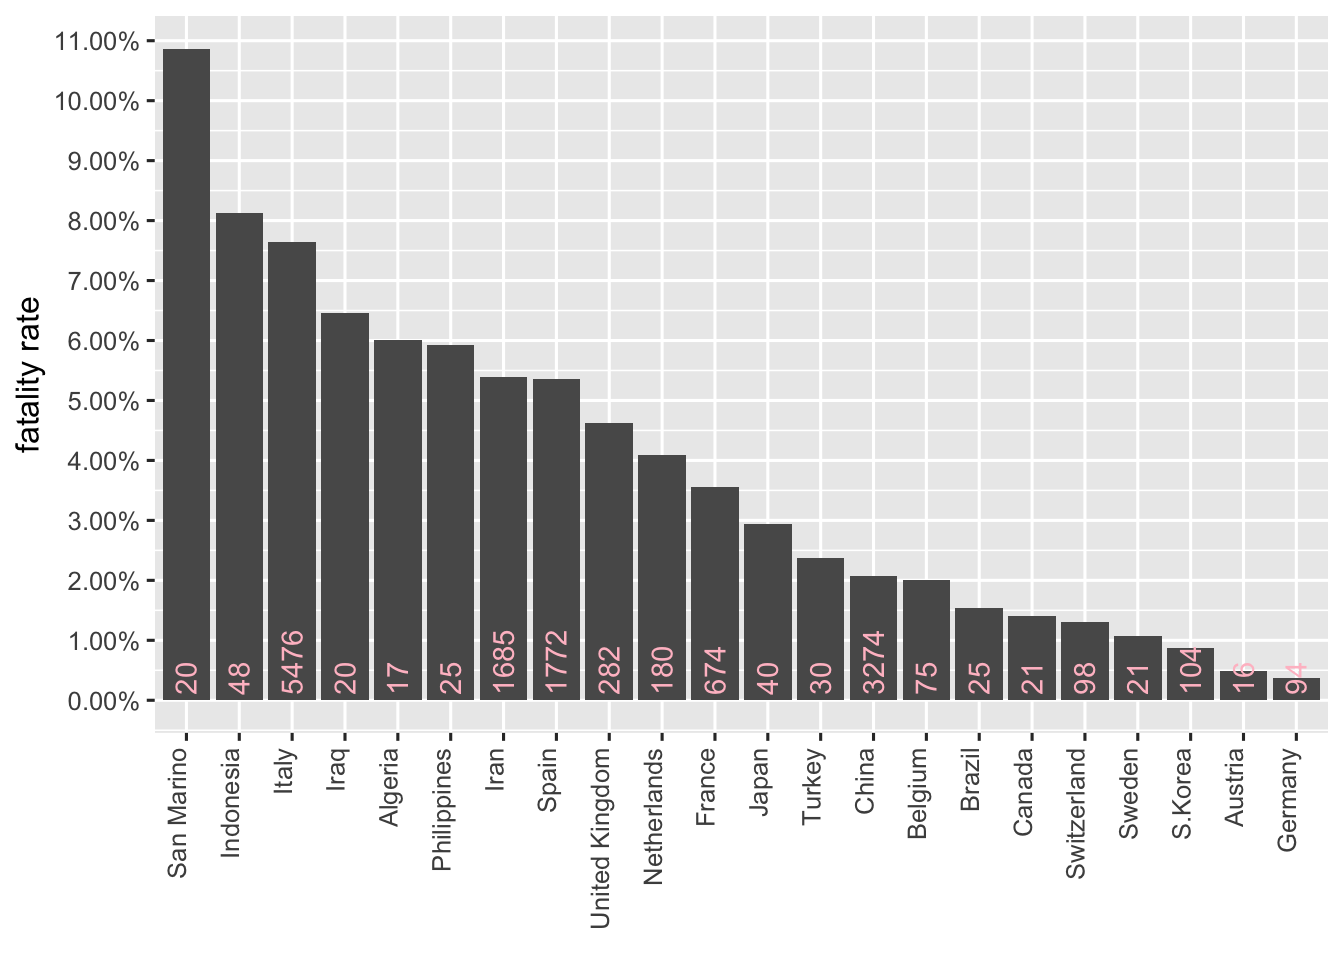 fatality rate
11.00%
10.00%
9.00%
8.00%
7.00%
6.00%
5.00%
4.00%
3.00%
2.00%
1.00%
0.00%
20
48
5476
20
17
25
1685
1772
282
180
674
40
30
3274
75
25
21
98
21
104
16
94
San Marino
Indonesia
Italy
Iraq
Algeria
Philippines
Iran
Spain
United Kingdom
Netherlands
France
Japan
Turkey
China
Belgium
Brazil
Canada
Switzerland
Sweden
S.Korea
Austria
Germany